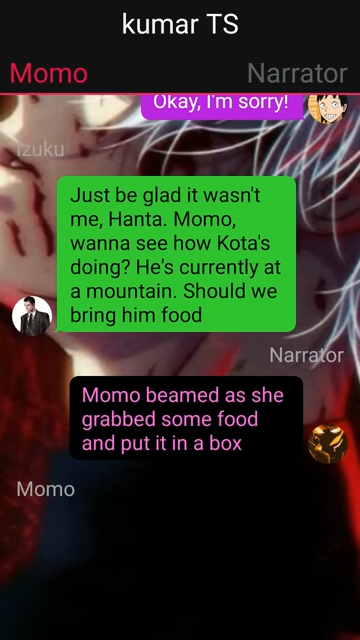 kumar TS
Momo
Narrator
Okay, I'm sorry!
Izuku
Just be glad it wasn't
me, Hanta. Momo,
wanna see how Kota's
doing? He's currently at
a mountain. Should we
bring him food
Narrator
Momo beamed as she
grabbed some food
and put it in a box
Momo